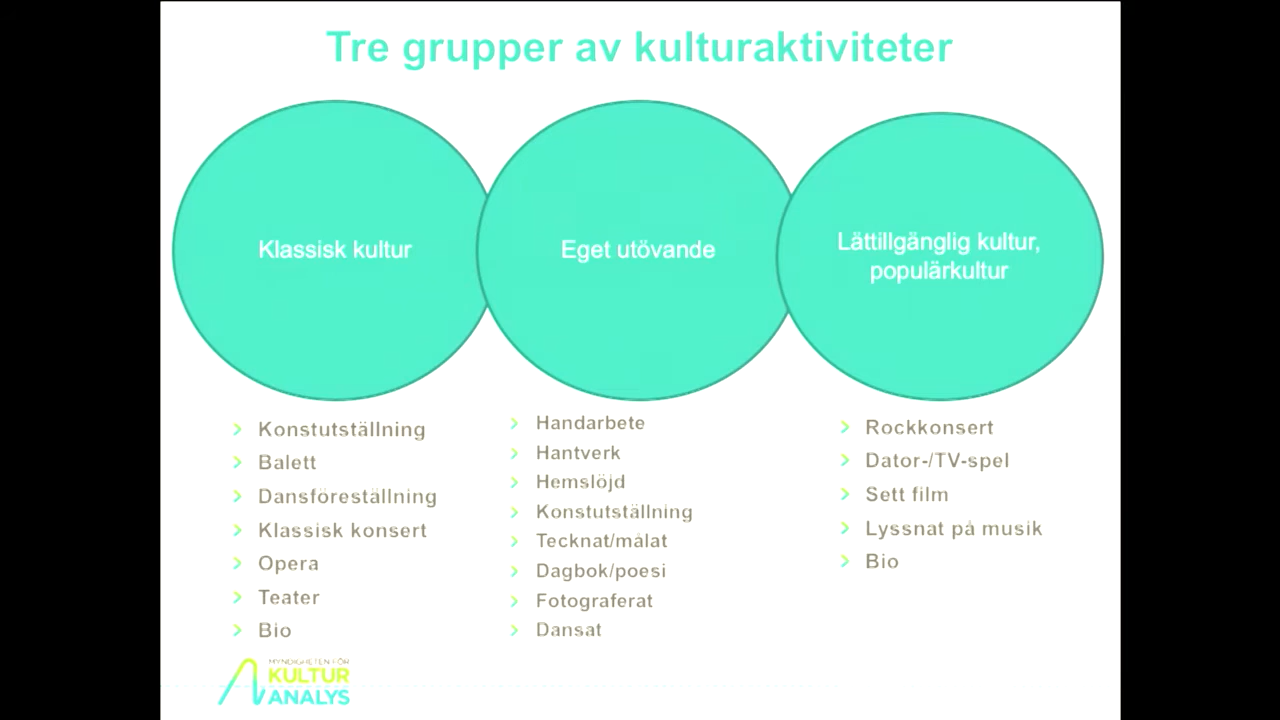 Tre grupper av kulturaktiviteter
Klassisk kultur
Eget utövande
Lättillgänglig kultur,
populärkultur
Konstutställning
Balett
Dansföreställning
Klassisk konsert
Opera
Teater
Bio
Handarbete
Hantverk
Hemslöjd
Konstutställning
Tecknat/målat
Dagbok/poesi
Fotograferat
Dansat
Rockkonsert
Dator-/TV-spel
Sett film
Lyssnat på musik
Bio
MYNDIGHETEN FÖR
KULTUR
ANALYS